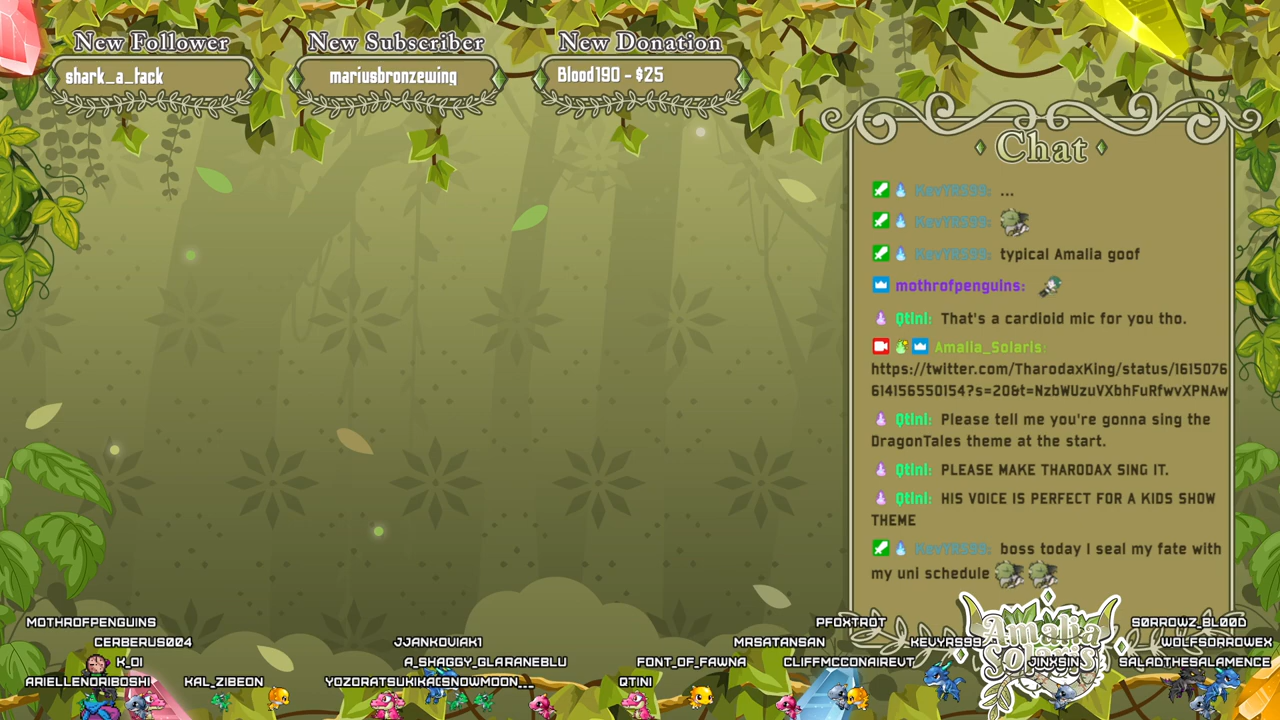 New Follower
New Subscriber
New Donation
shark_a_tack
mariusbronzewing
Blood190 - $25
Chat
KevYRS99: ...
KevYRS99:
KevYRS99: typical Amalia goof
mothrofpenguins:
Qtini: That's a cardioid mic for you tho.
Amalia_Solaris:
https://twitter.com/TharodaxKing/status/1615076
614156550154?s=20&t=NzbWUzuVXbhFuRfwvXPNAw
Qtini: Please tell me you're gonna sing the
DragonTales theme at the start.
Qtini: PLEASE MAKE THARODAX SING IT.
Qtini: HIS VOICE IS PERFECT FOR A KIDS SHOW
THEME
KevYRS99: boss today I seal my fate with
my uni schedule
Amalia
Solaris
MOTHROFPENGUINS
PFOXTROT
S0RROWZ_BL00D
CERBERUS004
JJANKOVIAK1
MRSATANSAN
KEVYRS99
WOLFSORROWEX
K_OI
A_SHAGGY_GLARANEBLU
FONT_OF_FAWNA
CLIFFMCCONAIREVT
JINXSIN
SALADTHESALAMENCE
ARIELLENORIBOSHI
KAL_ZIBEON
QTINI